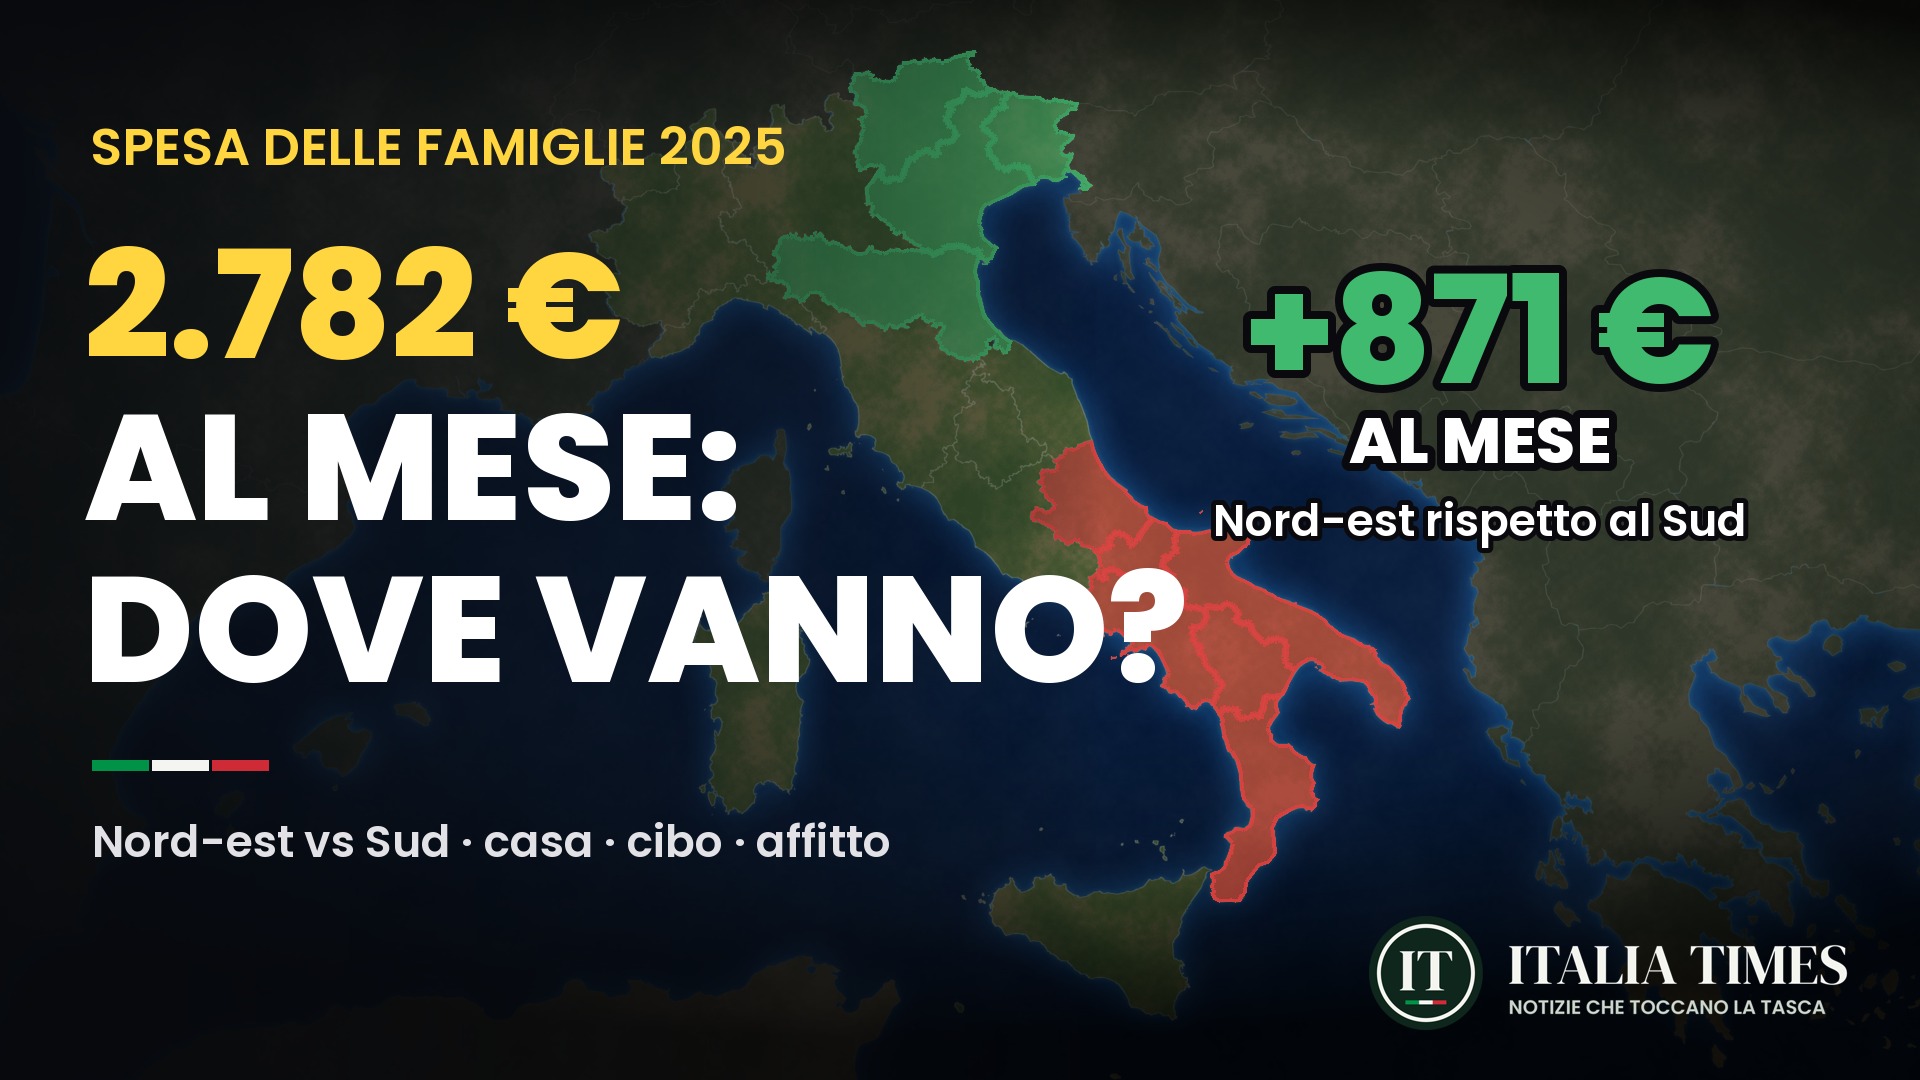 SPESA DELLE FAMIGLIE 2025
2.782 €
AL MESE:
DOVE VANNO?
Nord-est vs Sud · casa · cibo · affitto
+871 €
AL MESE
Nord-est rispetto al Sud
IT
ITALIA TIMES
NOTIZIE CHE TOCCANO LA TASCA